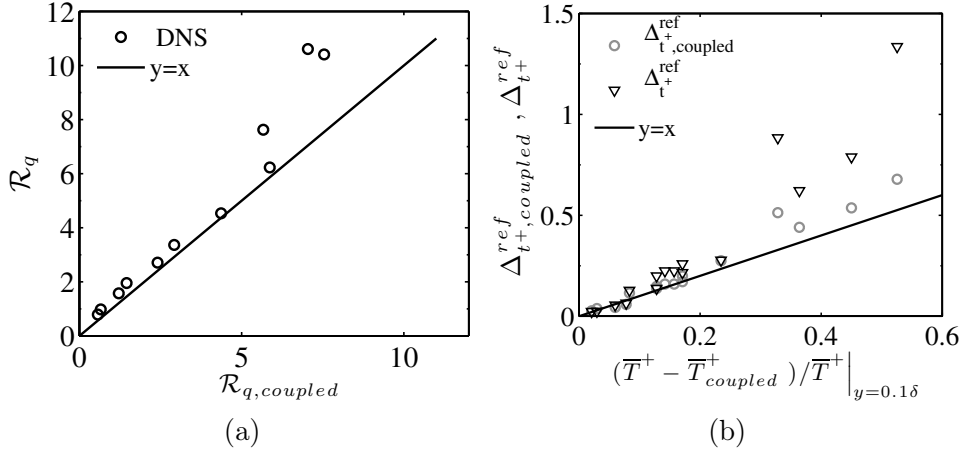 12
10
8
6
4
2
0
0
5
10
DNS
y=x
R_q
R_{q,coupled}
(a)
1.5
1
0.5
0
0
0.2
0.4
0.6
Δ^{ref}_{t^+,coupled}
Δ^{ref}_{t^+}
y=x
Δ^{ref}_{t+,coupled} , Δ^{ref}_{t+}
(T̅^+ − T̅^+_{coupled} )/T̅^+|_{y=0.1δ}
(b)